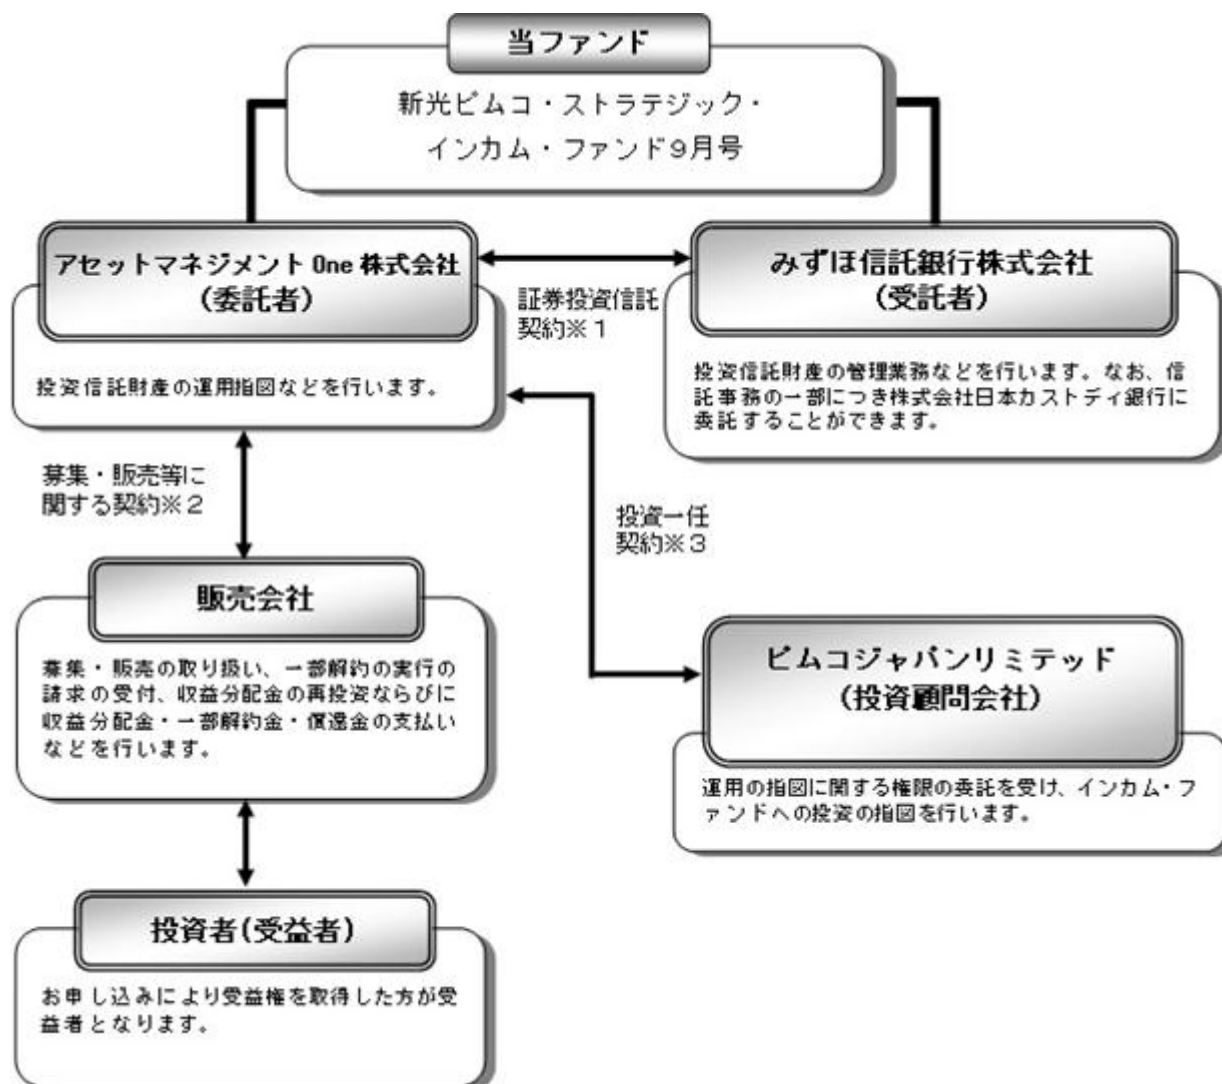 当ファンド
新光ピムコ・ストラテジック・
インカム・ファンド9月号
アセットマネジメント One 株式会社
(委託者)
投資信託財産の運用指図などを行います。
証券投資信託
契約※1
みずほ信託銀行株式会社
(受託者)
投資信託財産の管理業務などを行います。なお、信
託事務の一部につき株式会社日本カストディ銀行に
委託することができます。
募集・販売等に
関する契約※2
投資一任
契約※3
販売会社
募集・販売の取り扱い、一部解約の実行の
請求の受付、収益分配金の再投資ならびに
収益分配金・一部解約金・償還金の支払い
などを行います。
ピムコジャパンリミテッド
(投資顧問会社)
運用の指図に関する権限の委託を受け、インカム・フ
ァンドへの投資の指図を行います。
投資者(受益者)
お申し込みにより受益権を取得した方が受
益者となります。